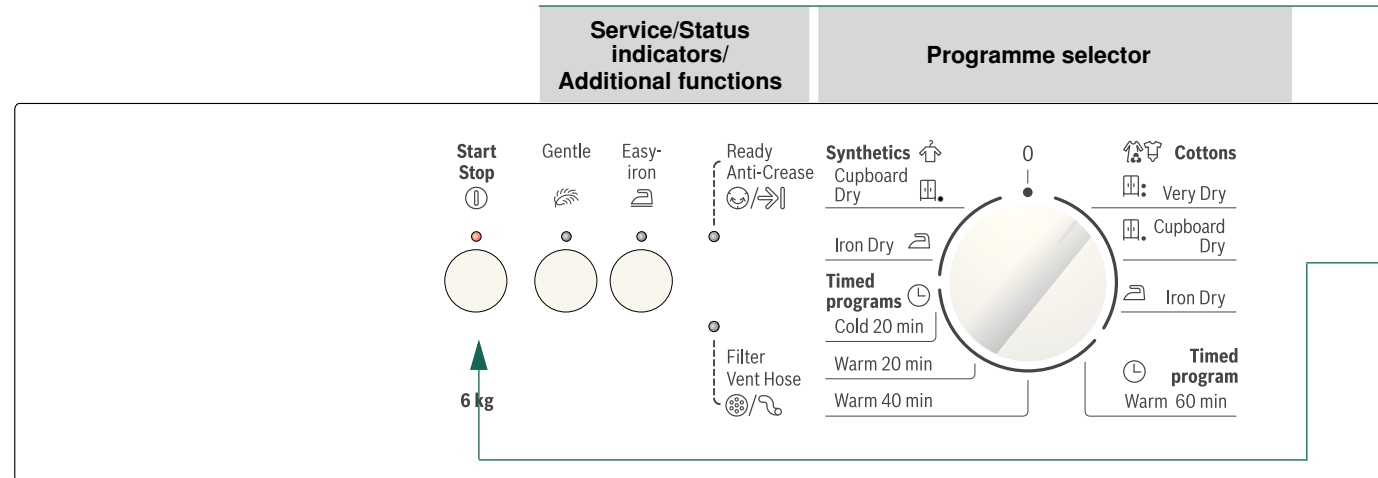 Service/Status
indicators/
Additional functions
Programme selector
Start
Stop
Gentle
Easy-
iron
Ready
Anti-Crease
6 kg
Filter
Vent Hose
Synthetics
Cupboard
Dry
Iron Dry
Timed
programs
Cold 20 min
Warm 20 min
Warm 40 min
0
Cottons
Very Dry
Cupboard
Dry
Iron Dry
Timed
program
Warm 60 min